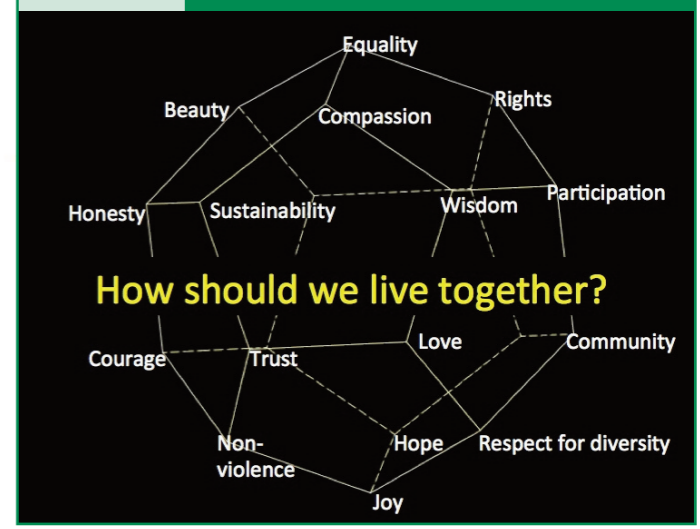 Equality
Beauty
Rights
Compassion
Participation
Honesty
Sustainability
Wisdom
How should we live together?
Courage
Trust
Love
Community
Non-
violence
Hope
Respect for diversity
Joy